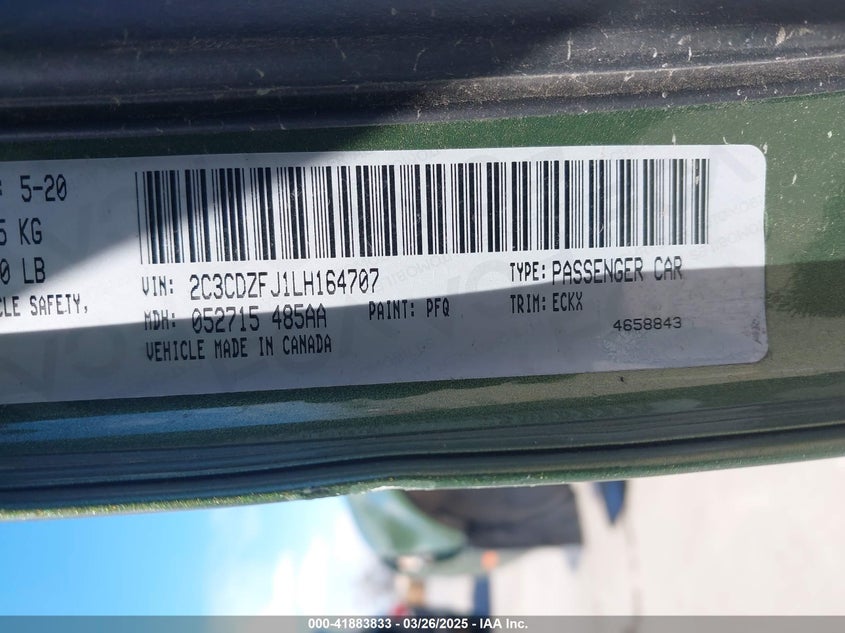 : 5-20
5 KG
0 LB
CLE SAFETY,
VIN: 2C3CDZFJ1LH164707
TYPE: PASSENGER CAR
MDH: 052715 485AA
PAINT: PFQ
TRIM: ECKX
VEHICLE MADE IN CANADA
4658843
000-41883833 – 03/26/2025 – IAA Inc.